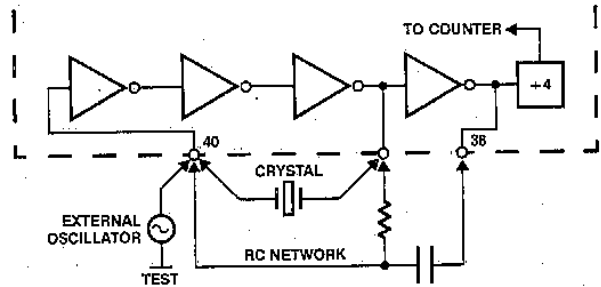 TO COUNTER
÷4
40
38
CRYSTAL
EXTERNAL
OSCILLATOR
RC NETWORK
TEST